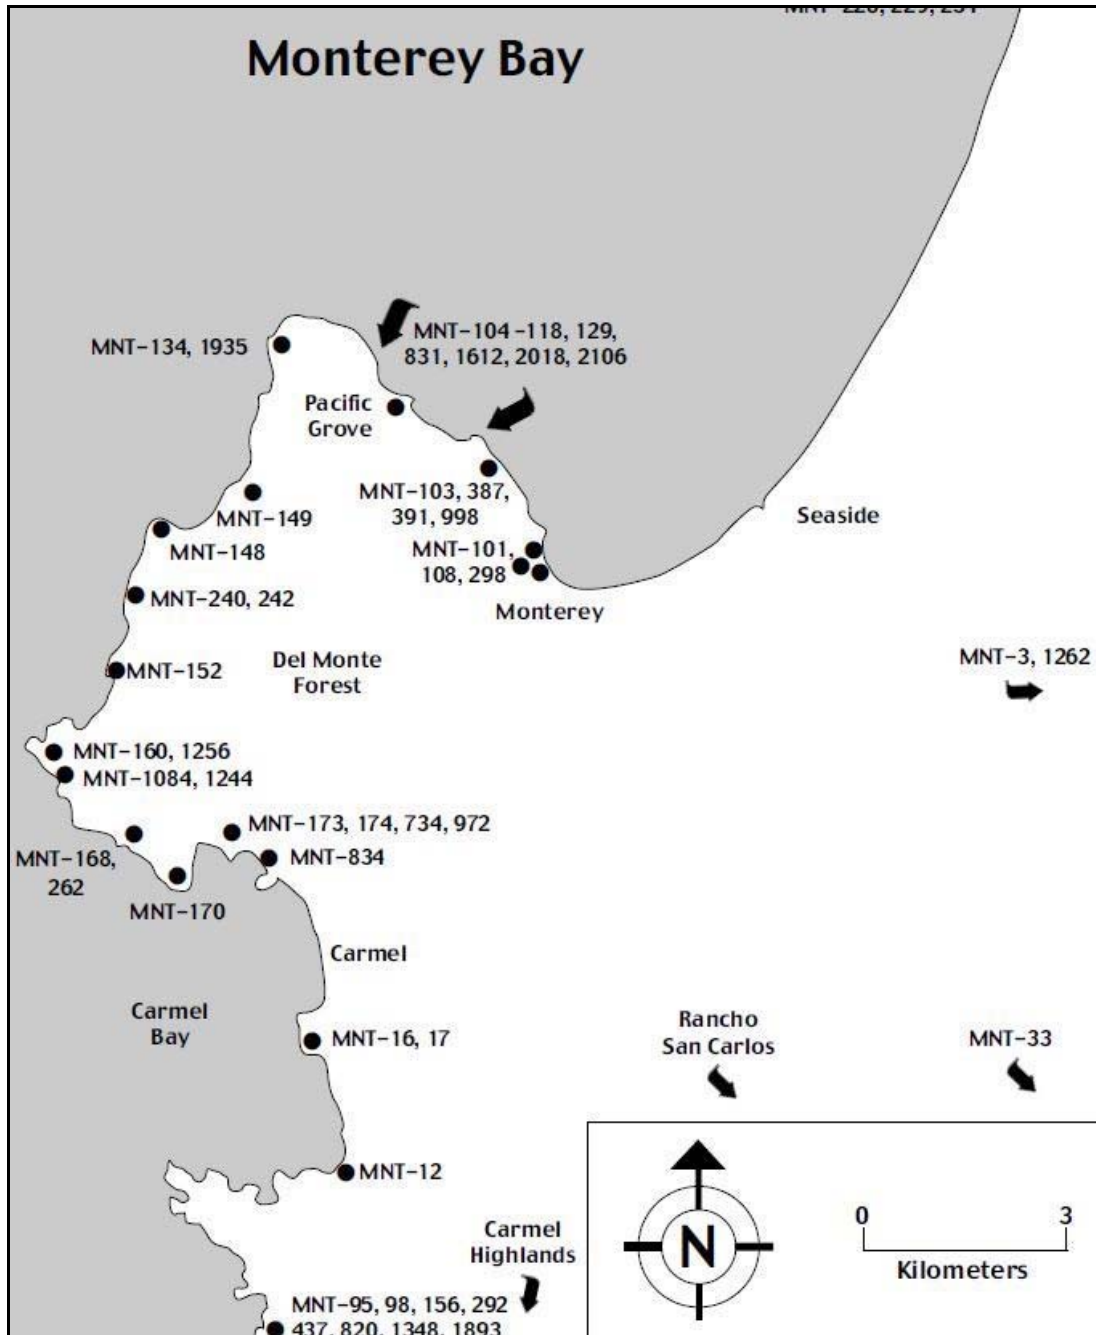 Monterey Bay
MNT-134, 1935
MNT-104 -118, 129,
831, 1612, 2018, 2106
Pacific
Grove
MNT-103, 387,
391, 998
MNT-149
MNT-148
Seaside
MNT-101,
108, 298
MNT-240, 242
Monterey
Del Monte
Forest
MNT-152
MNT-3, 1262
MNT-160, 1256
MNT-1084, 1244
MNT-173, 174, 734, 972
MNT-168,
262
MNT-834
MNT-170
Carmel
Carmel
Bay
Rancho
San Carlos
MNT-33
MNT-16, 17
MNT-12
Carmel
Highlands
N
0 3
Kilometers
MNT-95, 98, 156, 292
437, 820, 1348, 1893